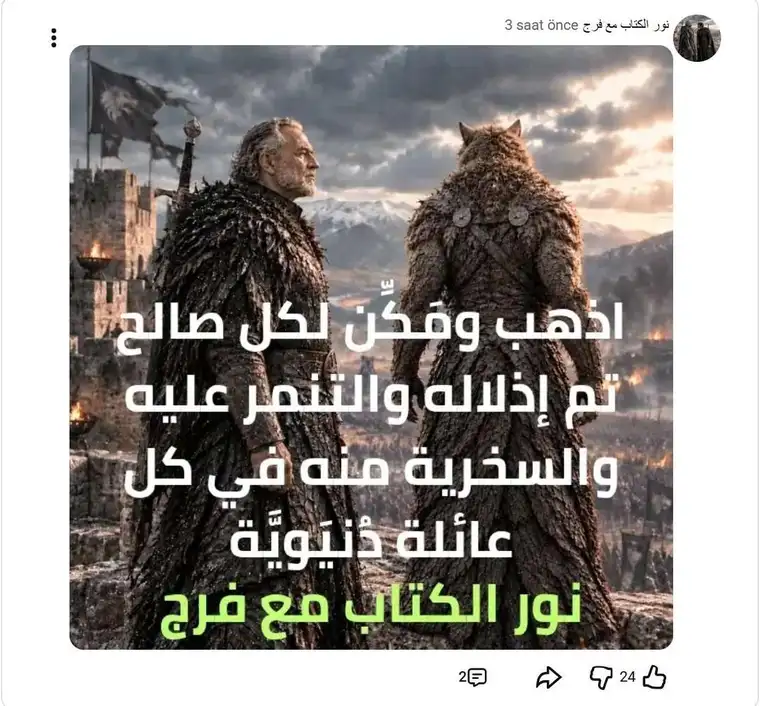 نور الكتاب مع فرج 3 saat önce
اذهب ومَكِّن لكل صالح
تم إذلاله والتنمر عليه
والسخرية منه في كل
عائلة دُنيَويَّة
نور الكتاب مع فرج
24
2